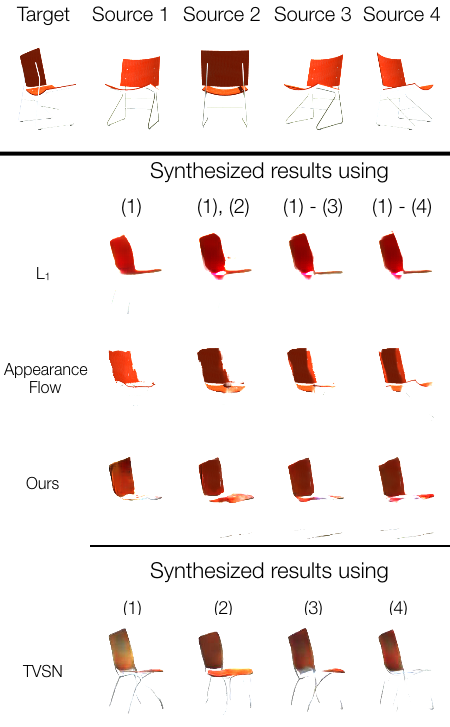 Target Source 1 Source 2 Source 3 Source 4
Synthesized results using
(1) (1), (2) (1) - (3) (1) - (4)
L1
Appearance
Flow
Ours
Synthesized results using
(1) (2) (3) (4)
TVSN